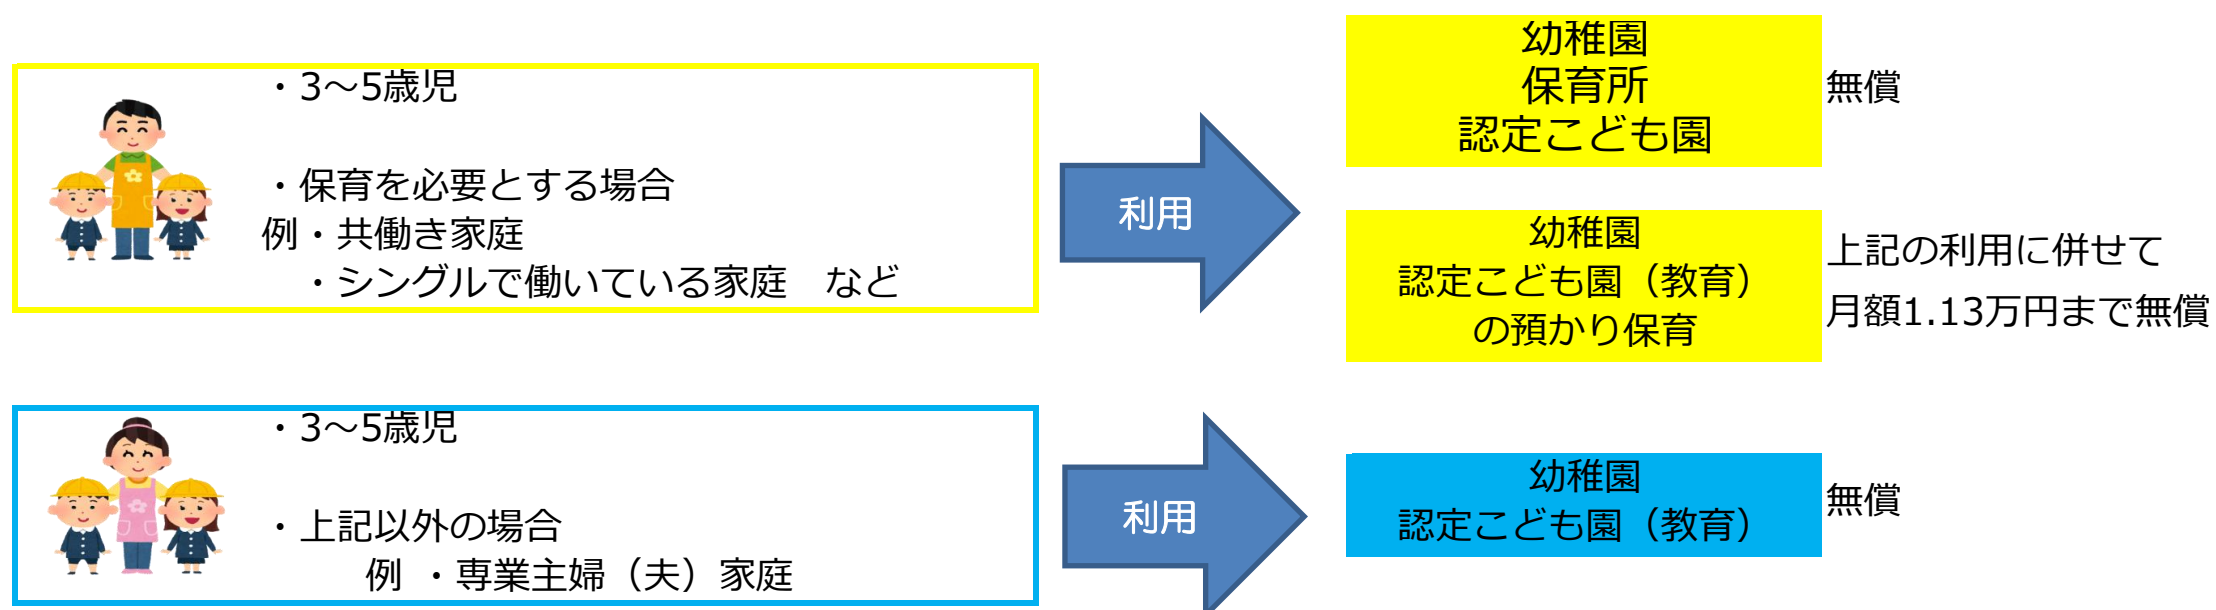 ・3～5歳児
・保育を必要とする場合
例・共働き家庭
・シングルで働いている家庭　など
利用
幼稚園
保育所
認定こども園
無償
幼稚園
認定こども園（教育）
の預かり保育
上記の利用に併せて
月額1.13万円まで無償
・3～5歳児
・上記以外の場合
例 ・専業主婦（夫）家庭
利用
幼稚園
認定こども園（教育）
無償